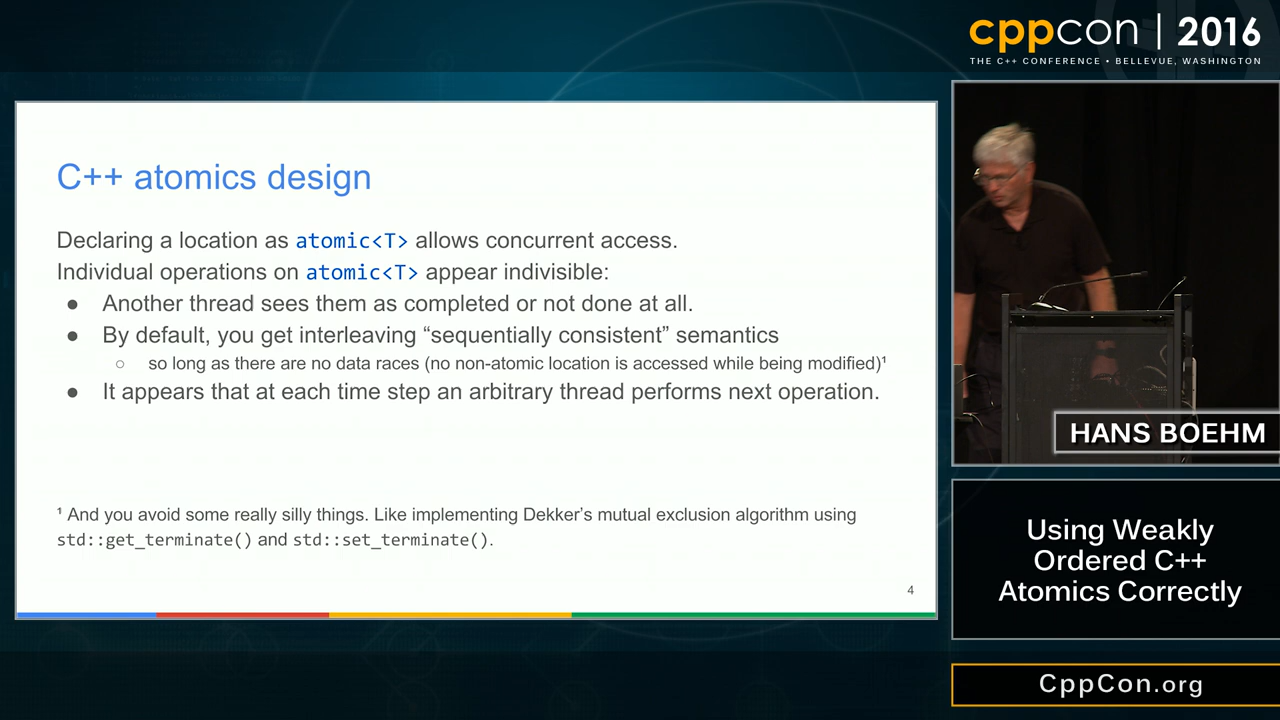 cppcon | 2016
THE C++ CONFERENCE • BELLEVUE, WASHINGTON
C++ atomics design
Declaring a location as atomic<T> allows concurrent access.
Individual operations on atomic<T> appear indivisible:
● Another thread sees them as completed or not done at all.
● By default, you get interleaving “sequentially consistent” semantics
○ so long as there are no data races (no non-atomic location is accessed while being modified)¹
● It appears that at each time step an arbitrary thread performs next operation.
¹ And you avoid some really silly things. Like implementing Dekker’s mutual exclusion algorithm using
std::get_terminate() and std::set_terminate().
4
HANS BOEHM
Using Weakly
Ordered C++
Atomics Correctly
CppCon.org